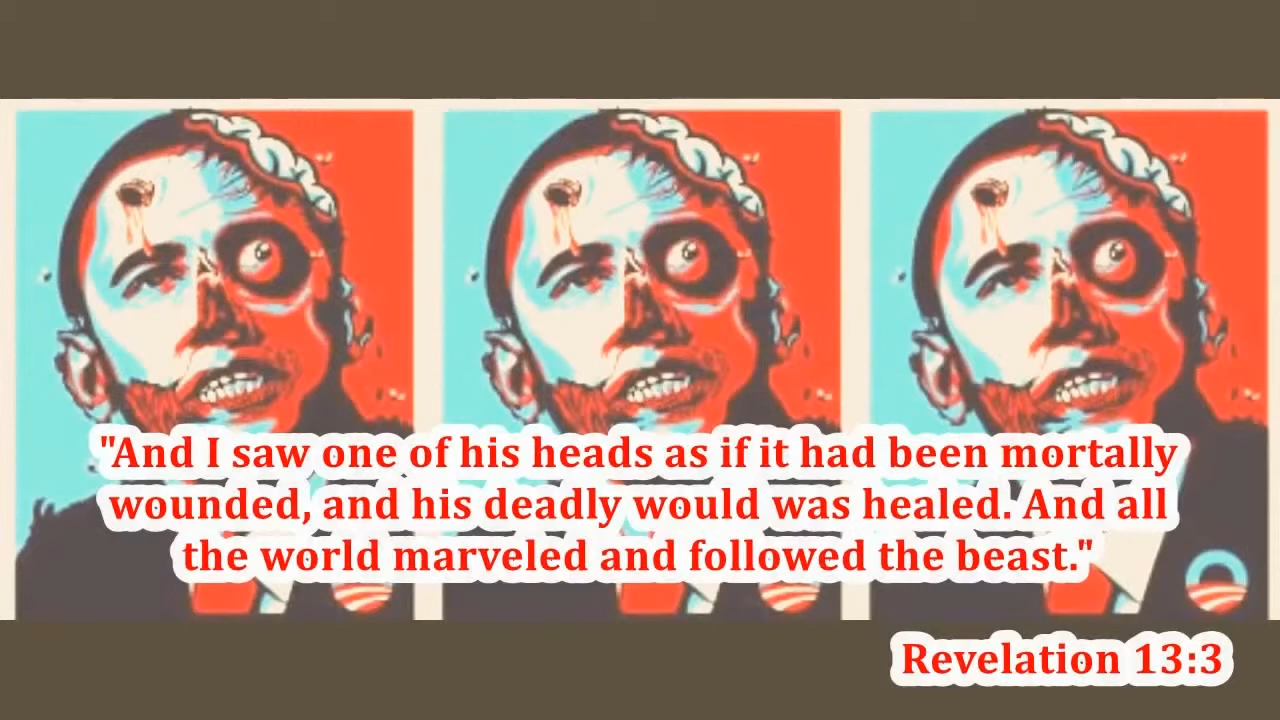 "And I saw one of his heads as if it had been mortally
wounded, and his deadly would was healed. And all
the world marveled and followed the beast."
Revelation 13:3